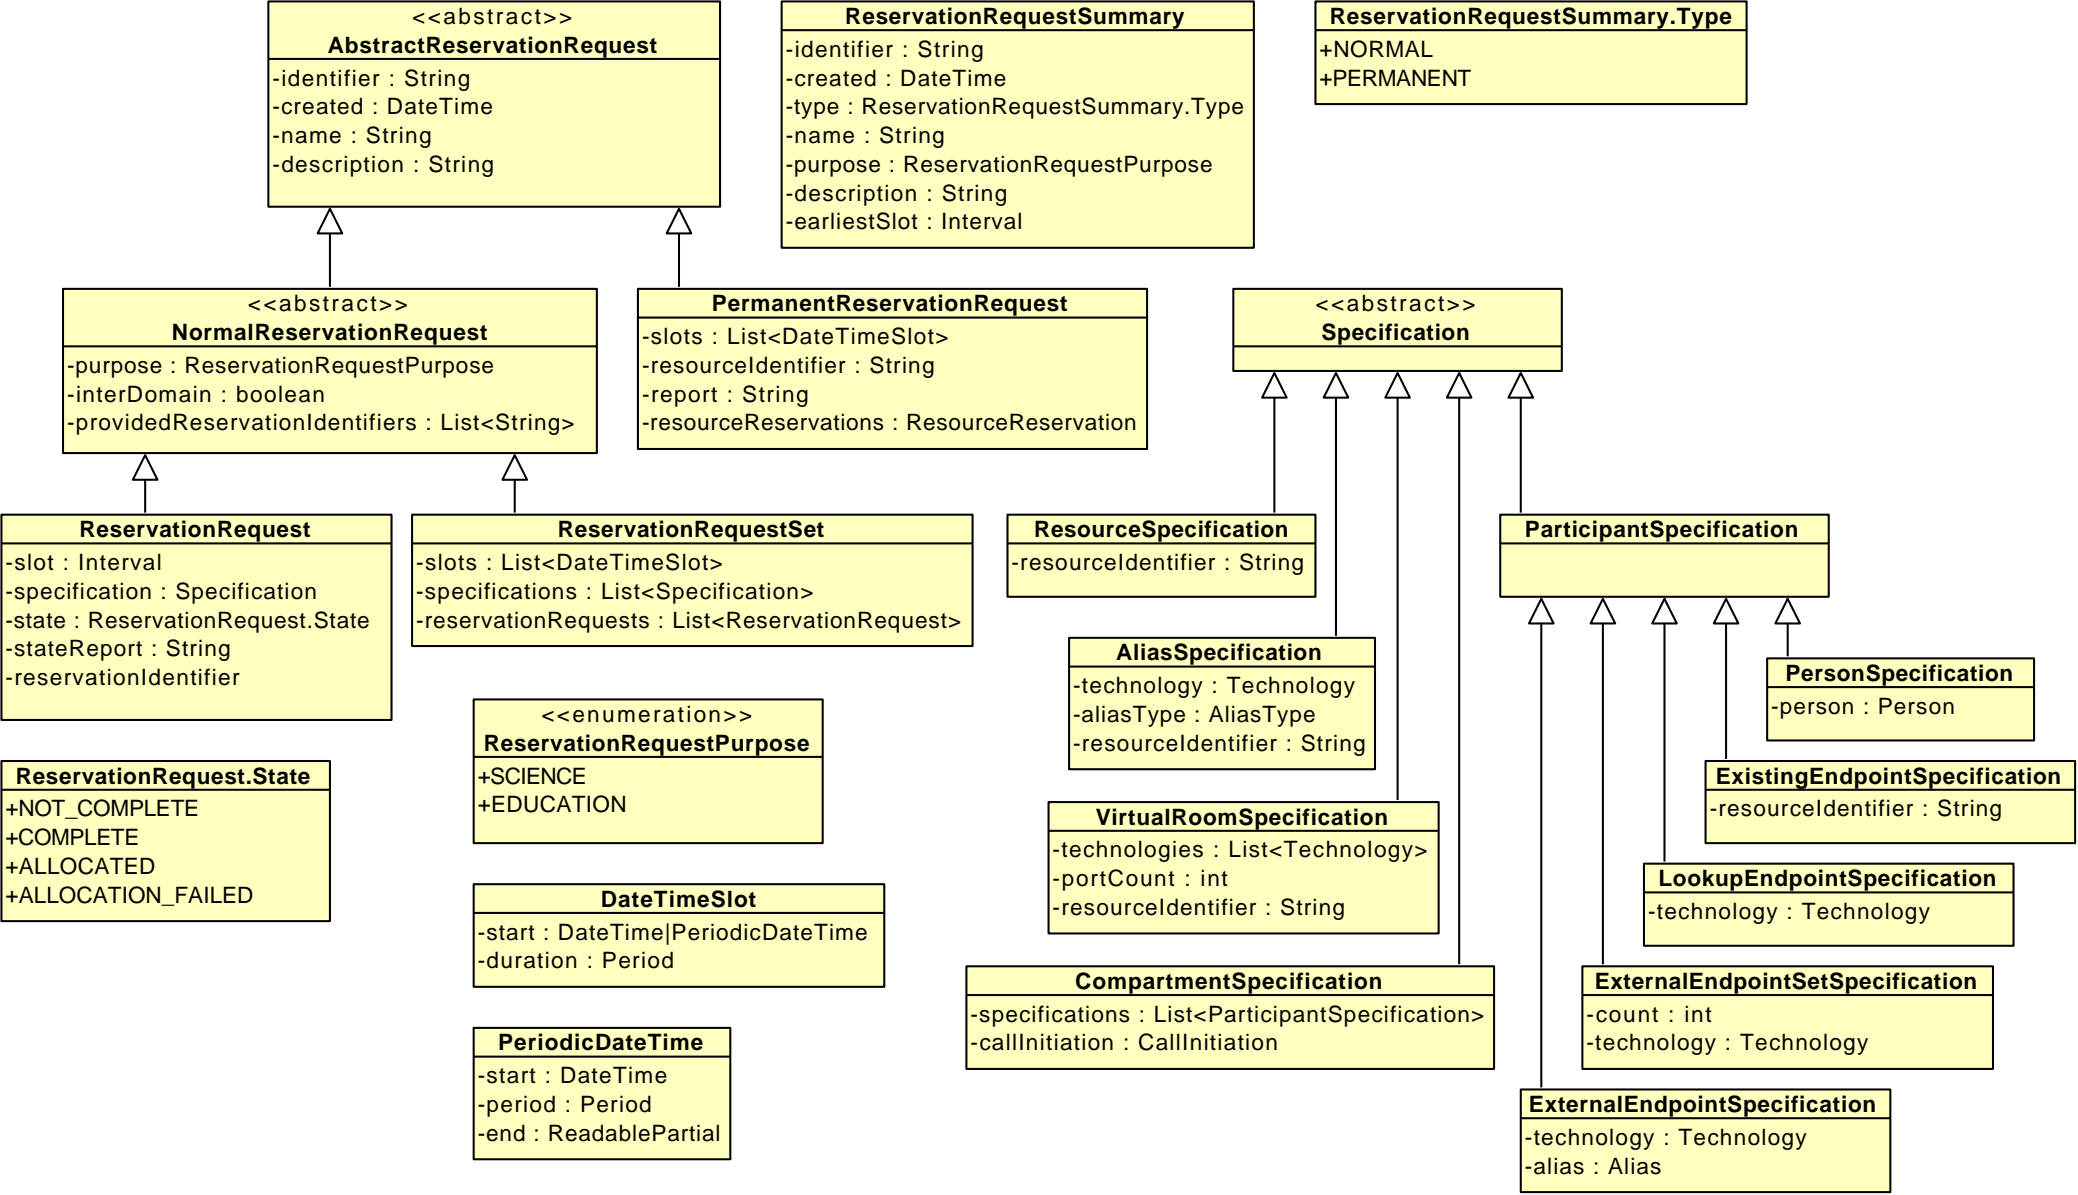 <<abstract>>
AbstractReservationRequest
-identifier : String
-created : DateTime
-name : String
-description : String
ReservationRequestSummary
-identifier : String
-created : DateTime
-type : ReservationRequestSummary.Type
-name : String
-purpose : ReservationRequestPurpose
-description : String
-earliestSlot : Interval
ReservationRequestSummary.Type
+NORMAL
+PERMANENT
<<abstract>>
NormalReservationRequest
-purpose : ReservationRequestPurpose
-interDomain : boolean
-providedReservationIdentifiers : List<String>
PermanentReservationRequest
-slots : List<DateTimeSlot>
-resourceIdentifier : String
-report : String
-resourceReservations : ResourceReservation
<<abstract>>
Specification
ReservationRequest
-slot : Interval
-specification : Specification
-state : ReservationRequest.State
-stateReport : String
-reservationIdentifier
ReservationRequestSet
-slots : List<DateTimeSlot>
-specifications : List<Specification>
-reservationRequests : List<ReservationRequest>
ResourceSpecification
-resourceIdentifier : String
ParticipantSpecification
AliasSpecification
-technology : Technology
-aliasType : AliasType
-resourceIdentifier : String
PersonSpecification
-person : Person
<<enumeration>>
ReservationRequestPurpose
+SCIENCE
+EDUCATION
ReservationRequest.State
+NOT_COMPLETE
+COMPLETE
+ALLOCATED
+ALLOCATION_FAILED
ExistingEndpointSpecification
-resourceIdentifier : String
VirtualRoomSpecification
-technologies : List<Technology>
-portCount : int
-resourceIdentifier : String
LookupEndpointSpecification
-technology : Technology
DateTimeSlot
-start : DateTime|PeriodicDateTime
-duration : Period
CompartmentSpecification
-specifications : List<ParticipantSpecification>
-callInitiation : CallInitiation
ExternalEndpointSetSpecification
-count : int
-technology : Technology
PeriodicDateTime
-start : DateTime
-period : Period
-end : ReadablePartial
ExternalEndpointSpecification
-technology : Technology
-alias : Alias